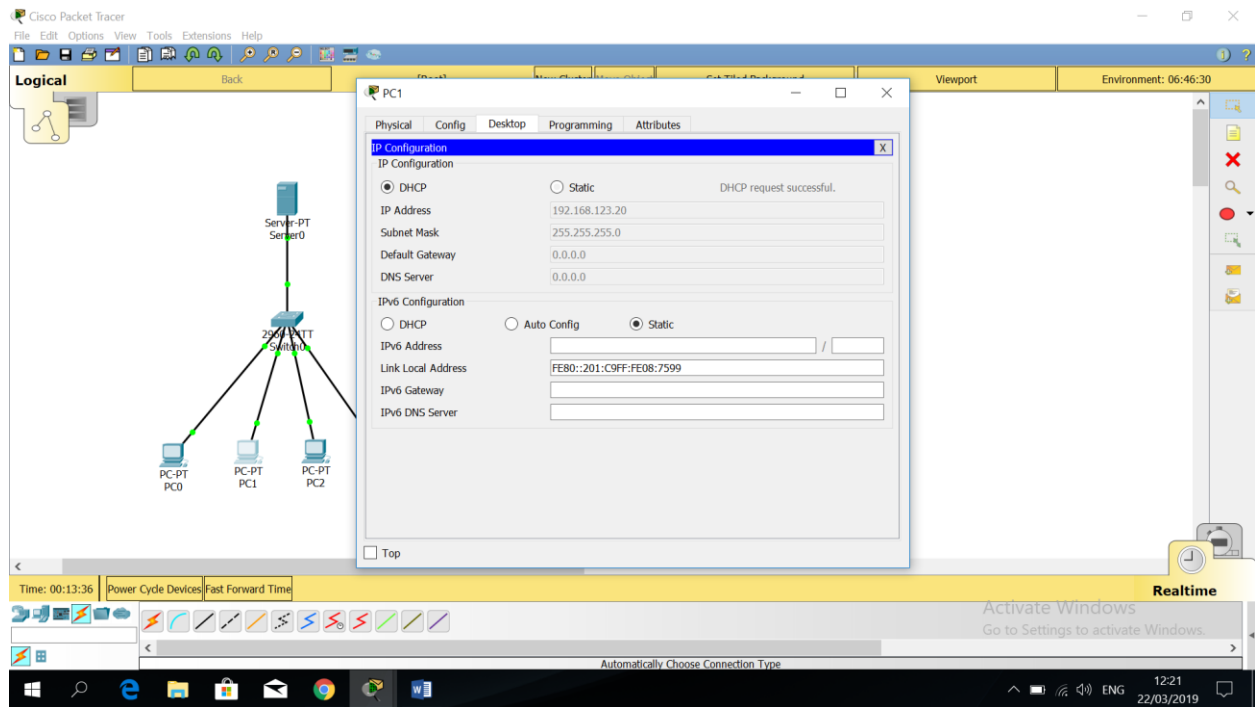 Cisco Packet Tracer
File Edit Options View Tools Extensions Help
Logical
Back
Viewport
Environment: 06:46:30
PC1
Physical Config Desktop Programming Attributes
IP Configuration X
IP Configuration
DHCP Static DHCP request successful.
IP Address 192.168.123.20
Subnet Mask 255.255.255.0
Default Gateway 0.0.0.0
DNS Server 0.0.0.0
IPv6 Configuration
DHCP Auto Config Static
IPv6 Address /
Link Local Address FE80::201:C9FF:FE08:7599
IPv6 Gateway
IPv6 DNS Server
Top
Server-PT
Server0
2960-24TT
Switch0
PC-PT
PC0
PC-PT
PC1
PC-PT
PC2
Time: 00:13:36 Power Cycle Devices Fast Forward Time
Realtime
Activate Windows
Go to Settings to activate Windows.
Automatically Choose Connection Type
ENG
12:21
22/03/2019